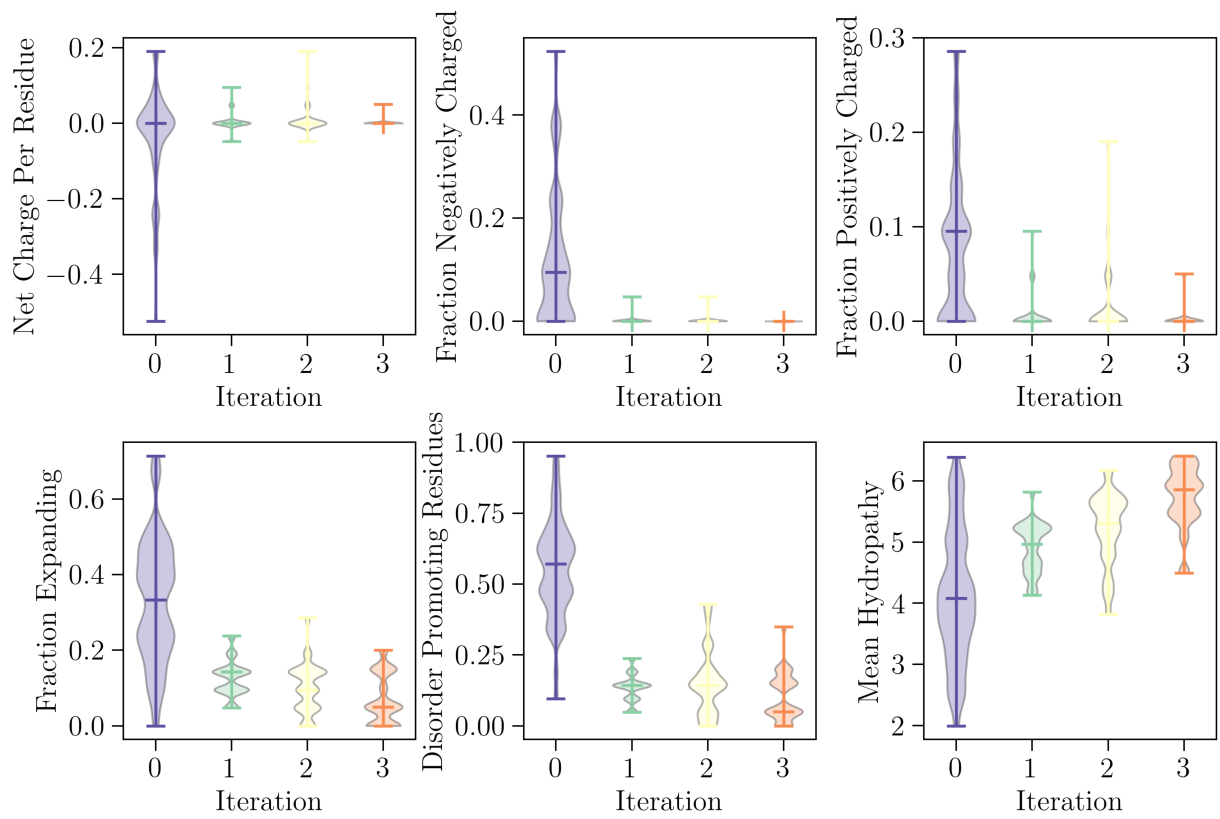 Net Charge Per Residue
0.2
0.0
−0.2
−0.4
0 1 2 3
Iteration
Fraction Negatively Charged
0.4
0.2
0.0
0 1 2 3
Iteration
Fraction Positively Charged
0.3
0.2
0.1
0.0
0 1 2 3
Iteration
Fraction Expanding
0.6
0.4
0.2
0.0
0 1 2 3
Iteration
Disorder Promoting Residues
1.00
0.75
0.50
0.25
0.00
0 1 2 3
Iteration
Mean Hydropathy
6
5
4
3
2
0 1 2 3
Iteration